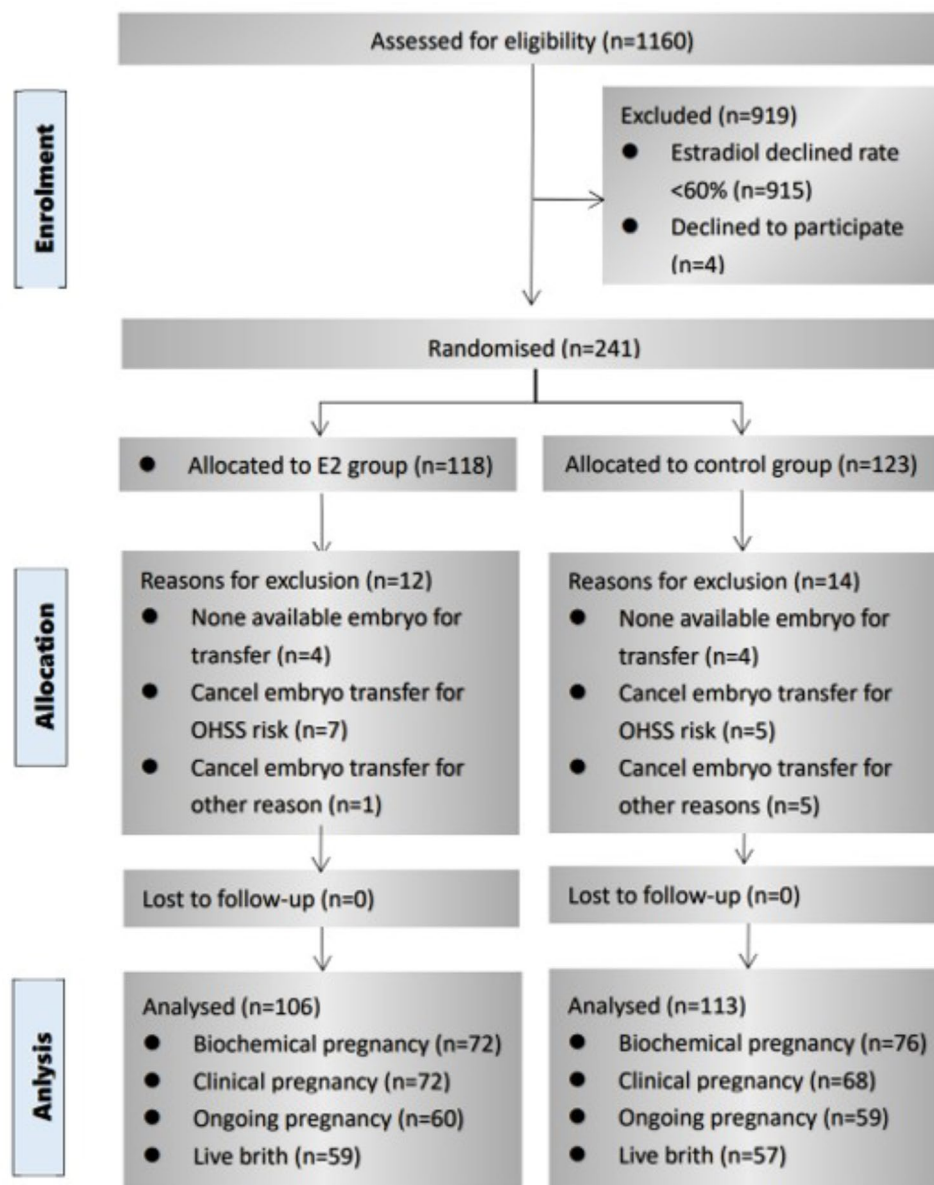 Assessed for eligibility (n=1160)
Enrolment
Excluded (n=919)
● Estradiol declined rate
<60% (n=915)
● Declined to participate
(n=4)
Randomised (n=241)
● Allocated to E2 group (n=118)
Allocated to control group (n=123)
Allocation
Reasons for exclusion (n=12)
● None available embryo for
transfer (n=4)
● Cancel embryo transfer for
OHSS risk (n=7)
● Cancel embryo transfer for
other reason (n=1)
Reasons for exclusion (n=14)
● None available embryo for
transfer (n=4)
● Cancel embryo transfer for
OHSS risk (n=5)
● Cancel embryo transfer for
other reasons (n=5)
Lost to follow-up (n=0)
Lost to follow-up (n=0)
Anlysis
Analysed (n=106)
● Biochemical pregnancy (n=72)
● Clinical pregnancy (n=72)
● Ongoing pregnancy (n=60)
● Live brith (n=59)
Analysed (n=113)
● Biochemical pregnancy (n=76)
● Clinical pregnancy (n=68)
● Ongoing pregnancy (n=59)
● Live brith (n=57)